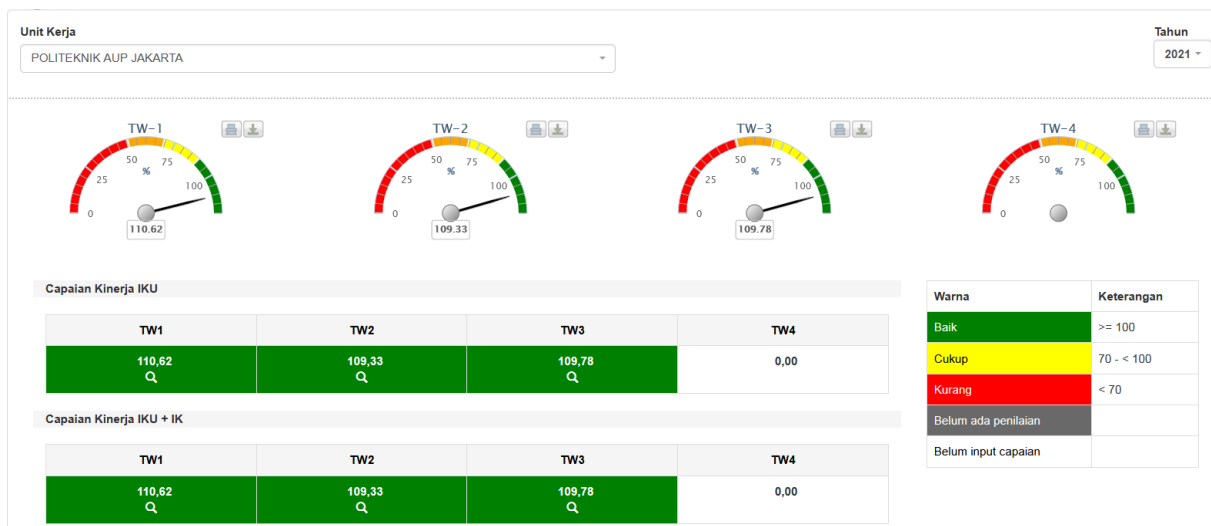 Unit Kerja
Tahun
POLITEKNIK AUP JAKARTA
2021
TW-1
0 25 50 75 100
%
110.62
TW-2
0 25 50 75 100
%
109.33
TW-3
0 25 50 75 100
%
109.78
TW-4
0 25 50 75 100
%
Capaian Kinerja IKU
TW1 TW2 TW3 TW4
110,62 109,33 109,78 0,00
Capaian Kinerja IKU + IK
TW1 TW2 TW3 TW4
110,62 109,33 109,78 0,00
Warna Keterangan
Baik >= 100
Cukup 70 - < 100
Kurang < 70
Belum ada penilaian
Belum input capaian